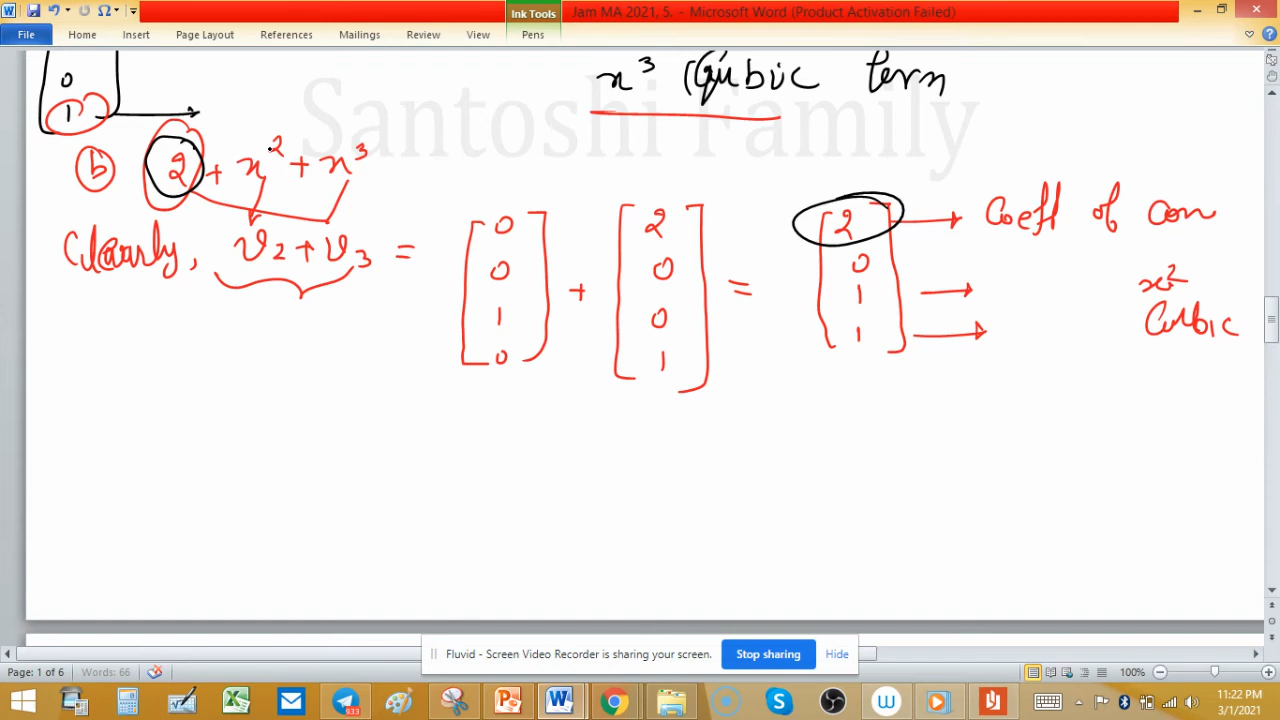 Ink Tools
Jam MA 2021, 5. - Microsoft Word (Product Activation Failed)
File Home Insert Page Layout References Mailings Review View Pens
0
1
x³ (Qubic term
Santoshi Family
b 2 + x² + x³
Clearly, v₂ + v₃ = [0 0 1 0] + [2 0 0 1] = [2 0 1 1]
Coeff of con
x²
Cubic
Fluvid - Screen Video Recorder is sharing your screen. Stop sharing Hide
Page: 1 of 6 Words: 66 100%
933
11:22 PM
3/1/2021